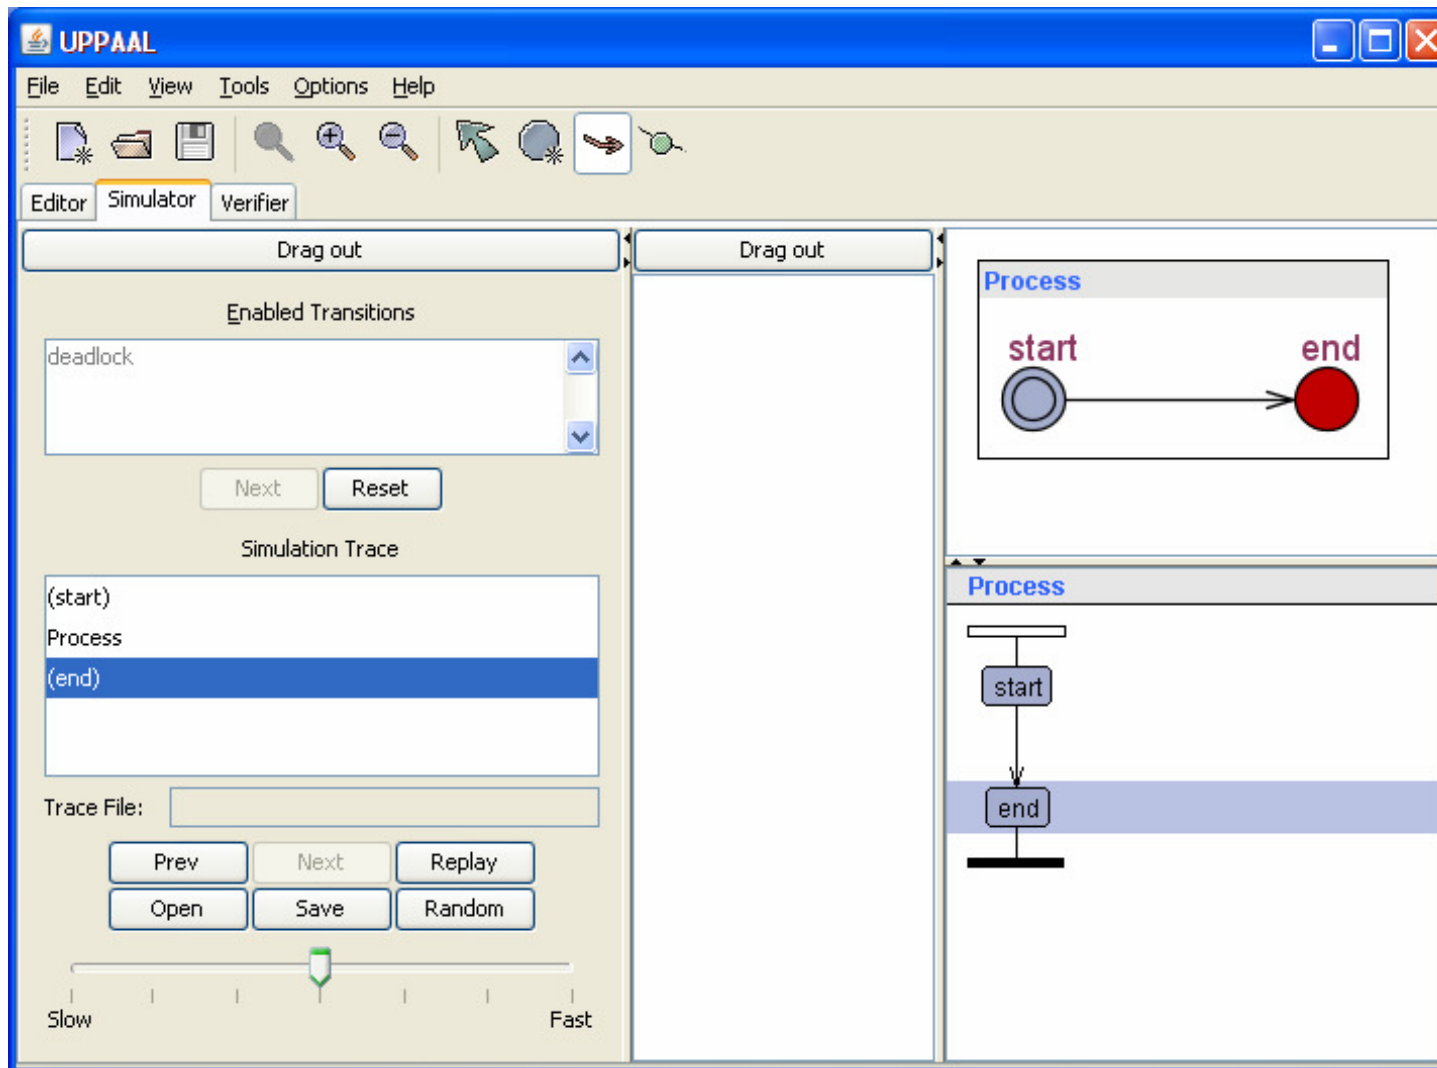 UPPAAL
File Edit View Tools Options Help
Editor Simulator Verifier
Drag out
Enabled Transitions
deadlock
Next Reset
Simulation Trace
(start)
Process
(end)
Trace File:
Prev Next Replay
Open Save Random
Slow Fast
Drag out
Process
start end
Process
start
end